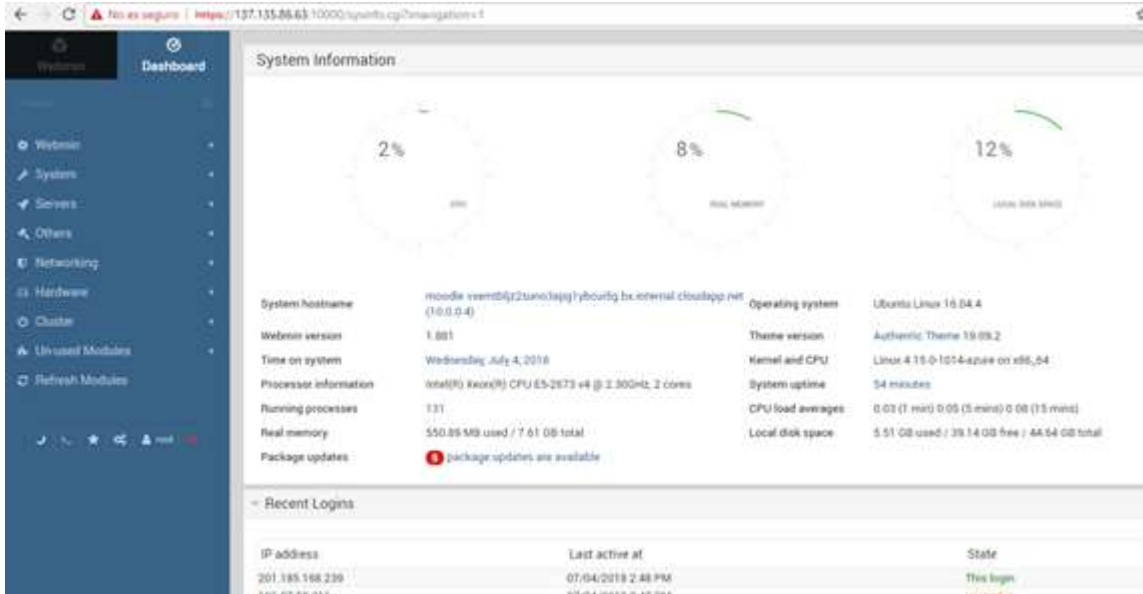 No es seguro | https://137.135.86.63:10000/sysinfo.cgi?xnavigation=1
Webmin
Dashboard
Webmin
System
Servers
Others
Networking
Hardware
Cluster
Un-used Modules
Refresh Modules
root
System Information
2%
CPU
8%
REAL MEMORY
12%
LOCAL DISK SPACE
System hostname
(10.0.0.4)
Operating system Ubuntu Linux 16.04.4
Webmin version 1.881
Theme version Authentic Theme 19.09.2
Time on system Wednesday, July 4, 2018
Kernel and CPU Linux 4.15.0-1014-azure on x86_64
Processor information Intel(R) Xeon(R) CPU E5-2673 v4 @ 2.30GHz, 2 cores
System uptime 54 minutes
Running processes 131
CPU load averages 0.03 (1 min) 0.05 (5 mins) 0.08 (15 mins)
Real memory 550.89 MB used / 7.61 GB total
Local disk space 5.51 GB used / 39.14 GB free / 44.64 GB total
Package updates package updates are available
Recent Logins
IP address Last active at State
201.185.168.239 07/04/2018 2:48 PM This login